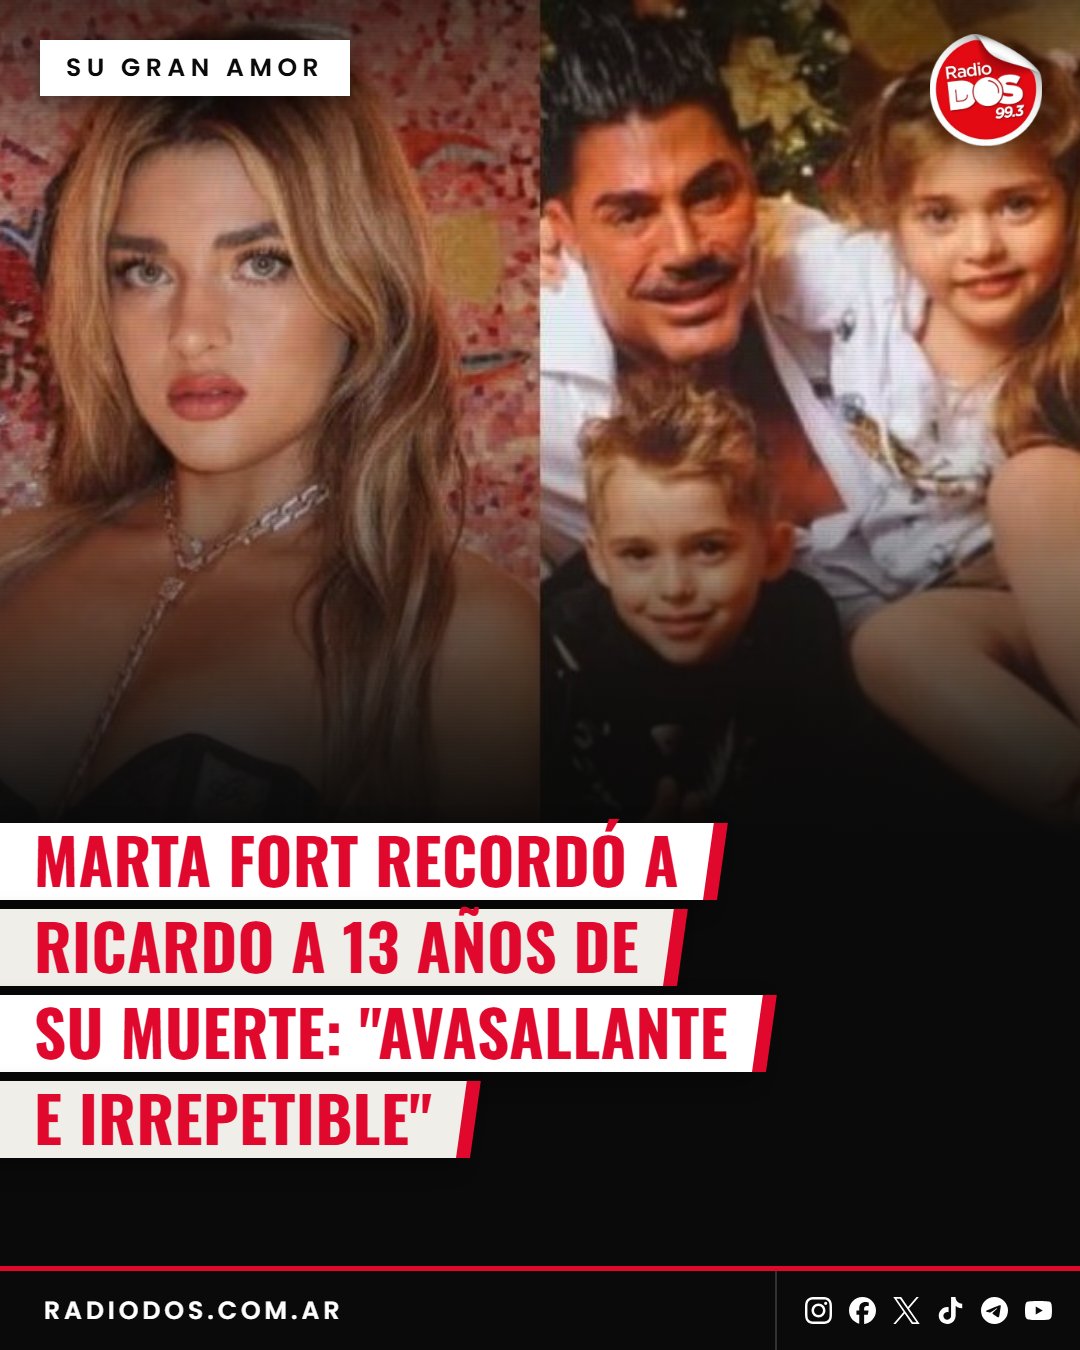 SU GRAN AMOR
Radio
DOS
99.3
MARTA FORT RECORDÓ A
RICARDO A 13 AÑOS DE
SU MUERTE: "AVASALLANTE
E IRREPETIBLE"
RADIODOS.COM.AR